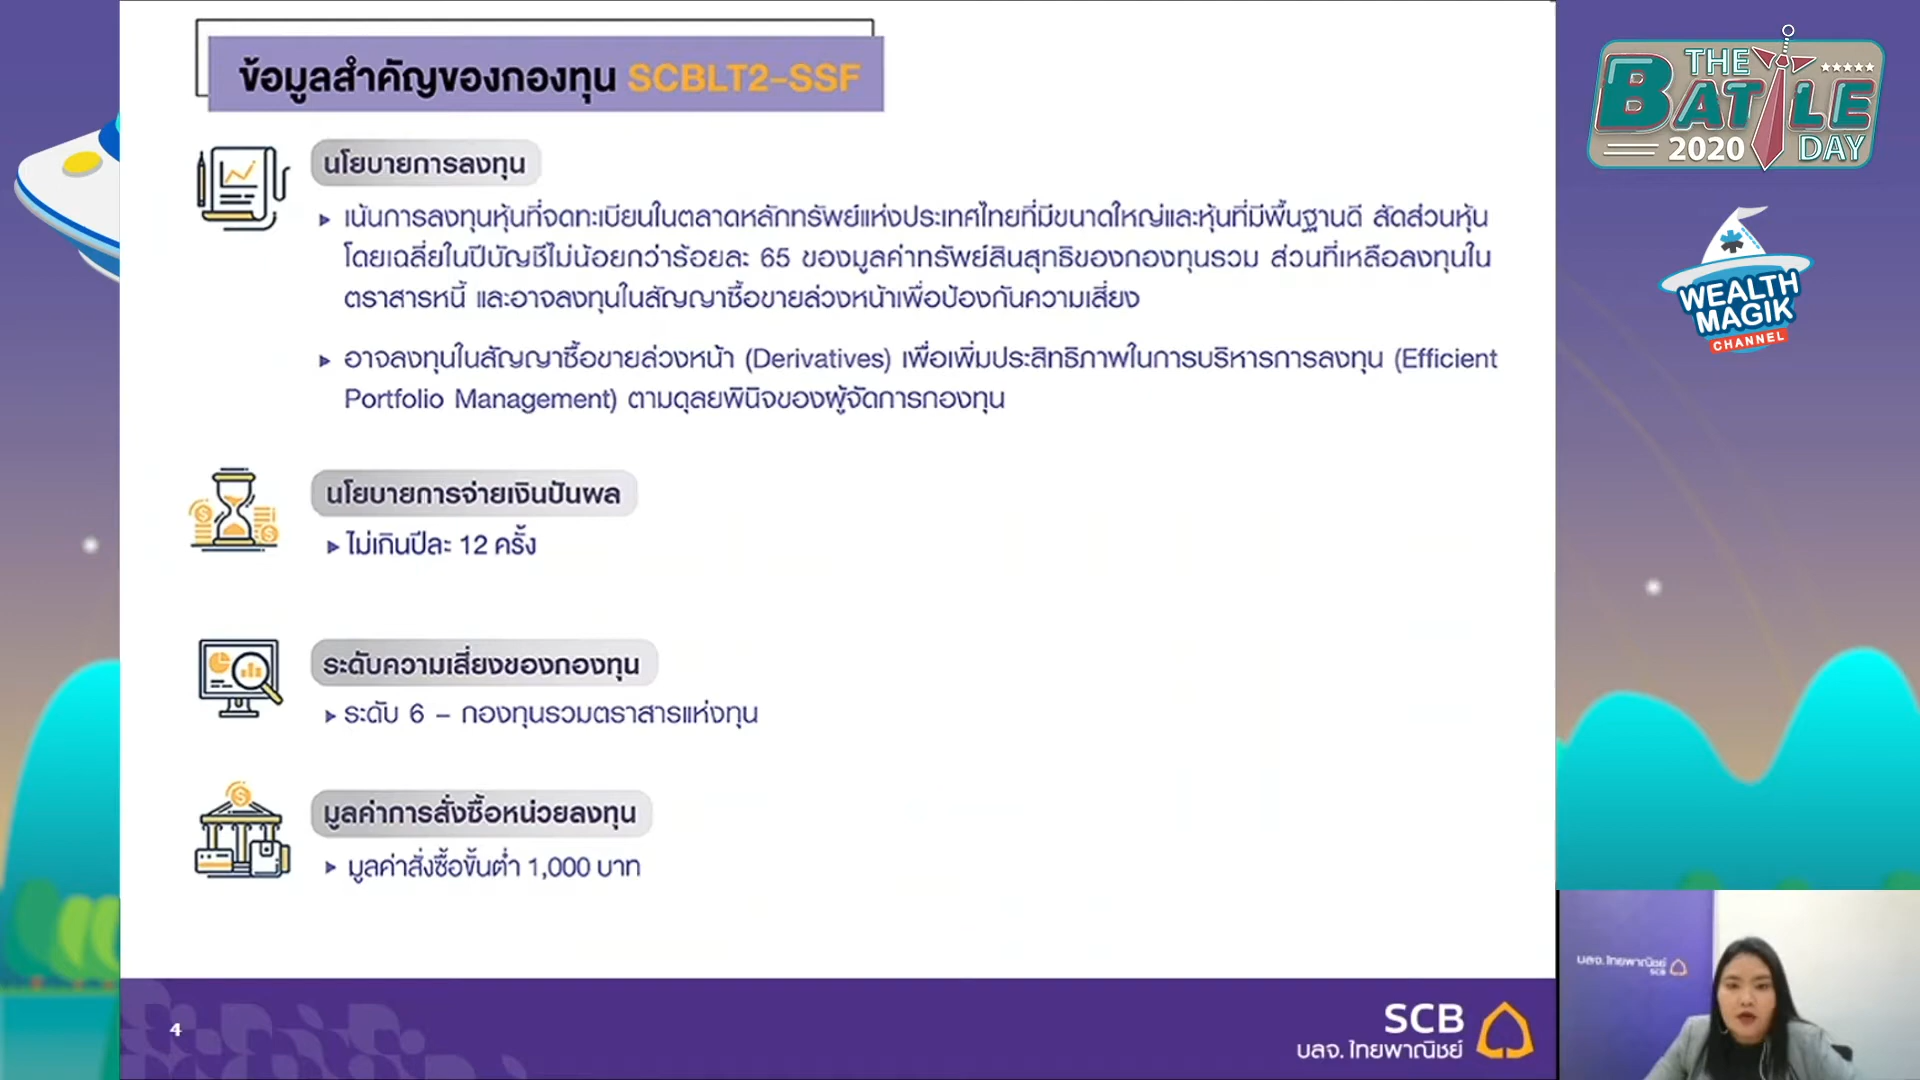 ข้อมูลสำคัญของกองทุน SCBLT2-SSF
นโยบายการลงทุน
เน้นการลงทุนหุ้นที่จดทะเบียนในตลาดหลักทรัพย์แห่งประเทศไทยที่มีขนาดใหญ่และหุ้นที่มีพื้นฐานดี สัดส่วนหุ้น
โดยเฉลี่ยในปีบัญชีไม่น้อยกว่าร้อยละ 65 ของมูลค่าทรัพย์สินสุทธิของกองทุนรวม ส่วนที่เหลือลงทุนใน
ตราสารหนี้ และอาจลงทุนในสัญญาซื้อขายล่วงหน้าเพื่อป้องกันความเสี่ยง
อาจลงทุนในสัญญาซื้อขายล่วงหน้า (Derivatives) เพื่อเพิ่มประสิทธิภาพในการบริหารการลงทุน (Efficient
Portfolio Management) ตามดุลยพินิจของผู้จัดการกองทุน
นโยบายการจ่ายเงินปันผล
ไม่เกินปีละ 12 ครั้ง
ระดับความเสี่ยงของกองทุน
ระดับ 6 – กองทุนรวมตราสารแห่งทุน
มูลค่าการสั่งซื้อหน่วยลงทุน
มูลค่าสั่งซื้อขั้นต่ำ 1,000 บาท
4
SCB
บลจ. ไทยพาณิชย์
THE
BATTLE
2020 DAY
WEALTH
MAGIK
CHANNEL
บลจ. ไทยพาณิชย์
SCB